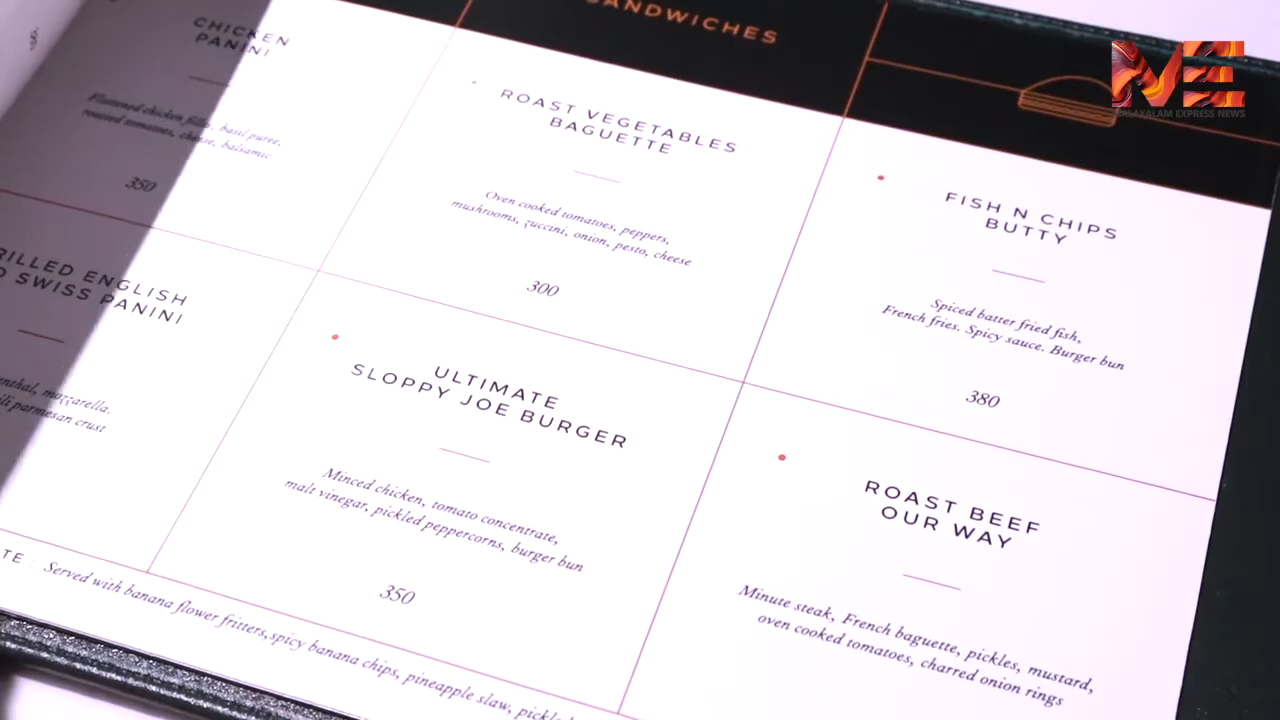 SANDWICHES
CHICKEN
PANINI
Flattened chicken fillet, basil puree,
roasted tomatoes, cheese, balsamic
350
ROAST VEGETABLES
BAGUETTE
Oven cooked tomatoes, peppers,
mushrooms, zuccini, onion, pesto, cheese
300
FISH N CHIPS
BUTTY
Spiced batter fried fish,
French fries. Spicy sauce. Burger bun
380
ENGLISH
SWISS PANINI
mozzarella.
parmesan crust
ULTIMATE
SLOPPY JOE BURGER
Minced chicken, tomato concentrate,
malt vinegar, pickled peppercorns, burger bun
350
ROAST BEEF
OUR WAY
Minute steak, French baguette, pickles, mustard,
oven cooked tomatoes, charred onion rings
Served with banana flower fritters, spicy banana chips, pineapple slaw,
ME
MALAYALAM EXPRESS NEWS